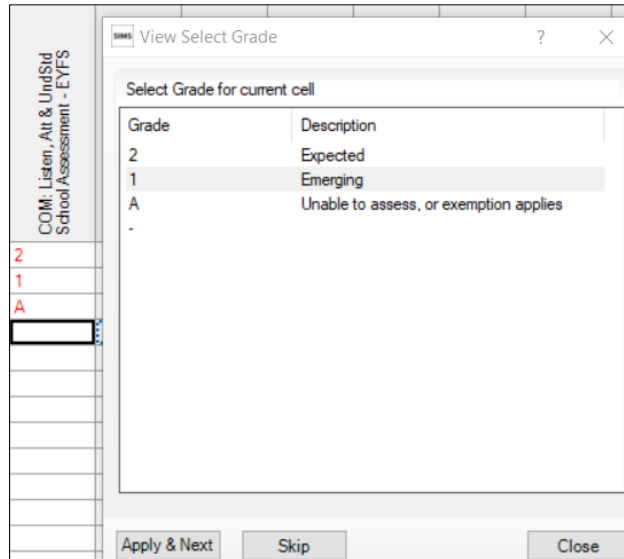 COM: Listen, Att & UndStd
School Assessment - EYFS
2
1
A
SIMS View Select Grade ? ×
Select Grade for current cell
Grade Description
2 Expected
1 Emerging
A Unable to assess, or exemption applies
-
Apply & Next Skip Close